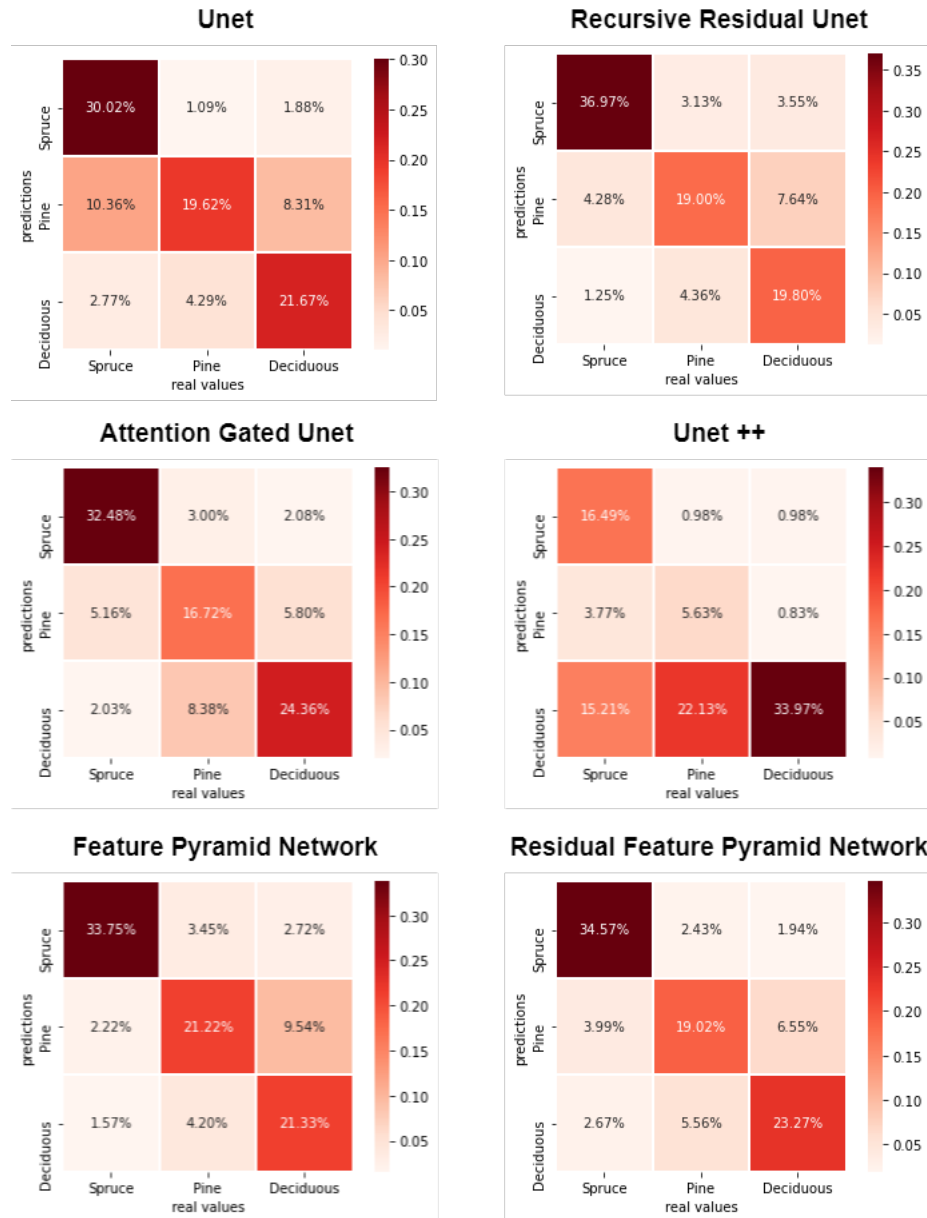 Unet
0.30
0.25
0.20
0.15
0.10
0.05
30.02% 1.09% 1.88%
10.36% 19.62% 8.31%
2.77% 4.29% 21.67%
Spruce
Pine
Deciduous
predictions
Spruce Pine Deciduous
real values
Recursive Residual Unet
0.35
0.30
0.25
0.20
0.15
0.10
0.05
36.97% 3.13% 3.55%
4.28% 19.00% 7.64%
1.25% 4.36% 19.80%
Spruce
Pine
Deciduous
predictions
Spruce Pine Deciduous
real values
Attention Gated Unet
0.30
0.25
0.20
0.15
0.10
0.05
32.48% 3.00% 2.08%
5.16% 16.72% 5.80%
2.03% 8.38% 24.36%
Spruce
Pine
Deciduous
predictions
Spruce Pine Deciduous
real values
Unet ++
0.30
0.25
0.20
0.15
0.10
0.05
16.49% 0.98% 0.98%
3.77% 5.63% 0.83%
15.21% 22.13% 33.97%
Spruce
Pine
Deciduous
predictions
Spruce Pine Deciduous
real values
Feature Pyramid Network
0.30
0.25
0.20
0.15
0.10
0.05
33.75% 3.45% 2.72%
2.22% 21.22% 9.54%
1.57% 4.20% 21.33%
Spruce
Pine
Deciduous
predictions
Spruce Pine Deciduous
real values
Residual Feature Pyramid Network
0.30
0.25
0.20
0.15
0.10
0.05
34.57% 2.43% 1.94%
3.99% 19.02% 6.55%
2.67% 5.56% 23.27%
Spruce
Pine
Deciduous
predictions
Spruce Pine Deciduous
real values